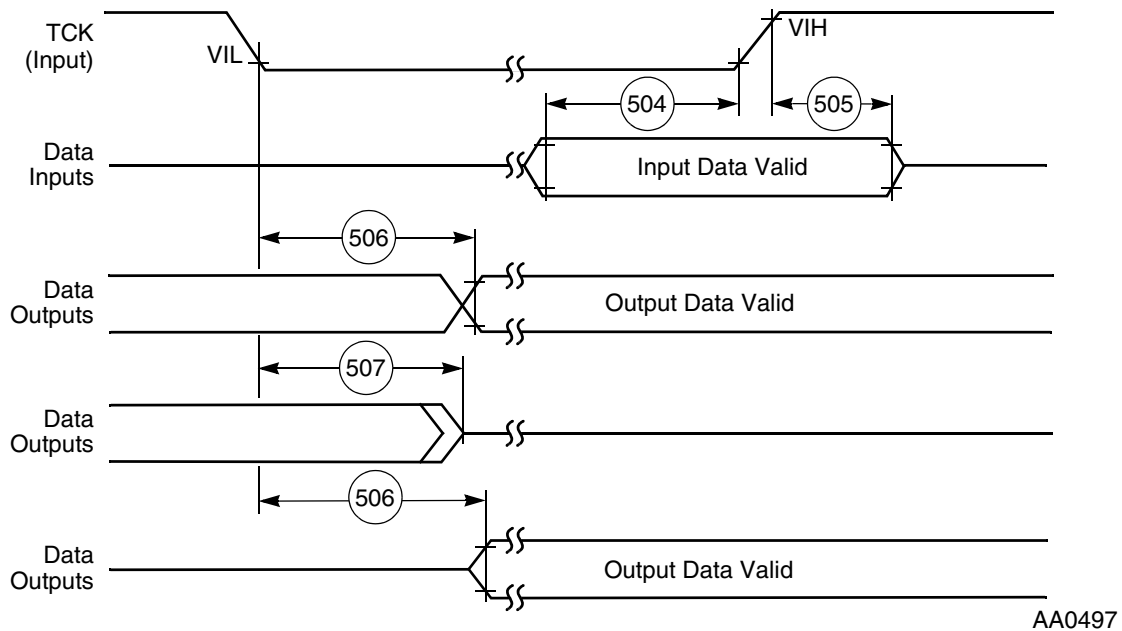 TCK
(Input)
VIL
VIH
504
505
Data
Inputs
Input Data Valid
506
Data
Outputs
Output Data Valid
507
Data
Outputs
506
Data
Outputs
Output Data Valid
AA0497